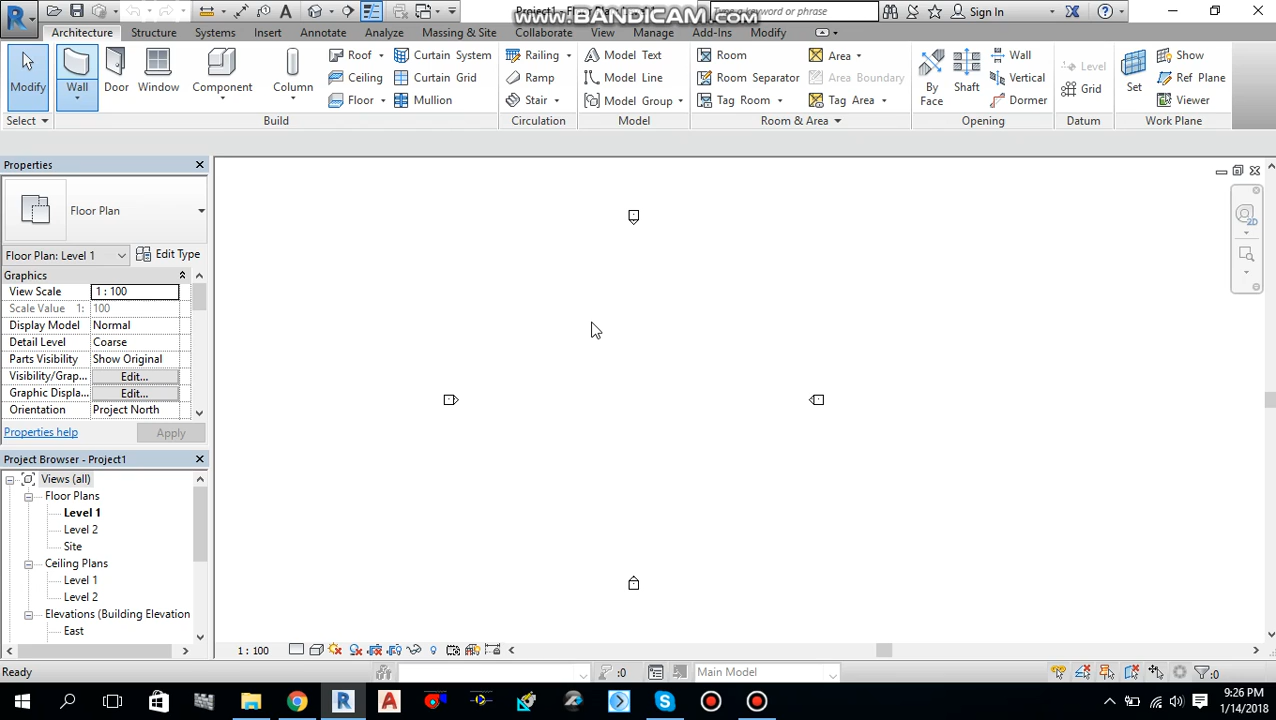 Project1 - Fl
www.BANDICAM.com
Type a keyword or phrase
Sign In
Architecture Structure Systems Insert Annotate Analyze Massing & Site Collaborate View Manage Add-Ins Modify
Modify Wall Door Window Component Column
Roof Curtain System Railing Model Text Room Area Wall Level Show
Ceiling Curtain Grid Ramp Model Line Room Separator Area Boundary By Face Shaft Vertical Grid Set Ref Plane
Floor Mullion Stair Model Group Tag Room Tag Area Dormer Viewer
Select Build Circulation Model Room & Area Opening Datum Work Plane
Properties
Floor Plan
Floor Plan: Level 1 Edit Type
Graphics
View Scale 1 : 100
Scale Value 1: 100
Display Model Normal
Detail Level Coarse
Parts Visibility Show Original
Visibility/Grap... Edit...
Graphic Displa... Edit...
Orientation Project North
Properties help Apply
Project Browser - Project1
Views (all)
Floor Plans
Level 1
Level 2
Site
Ceiling Plans
Level 1
Level 2
Elevations (Building Elevation
East
2D
1 : 100
Ready :0 Main Model :0
9:26 PM
1/14/2018